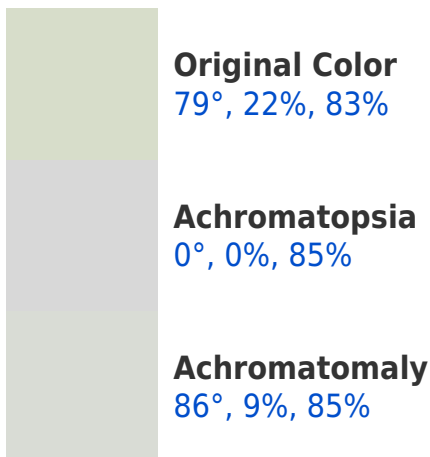 Original Color
79°, 22%, 83%
Achromatopsia
0°, 0%, 85%
Achromatomaly
86°, 9%, 85%